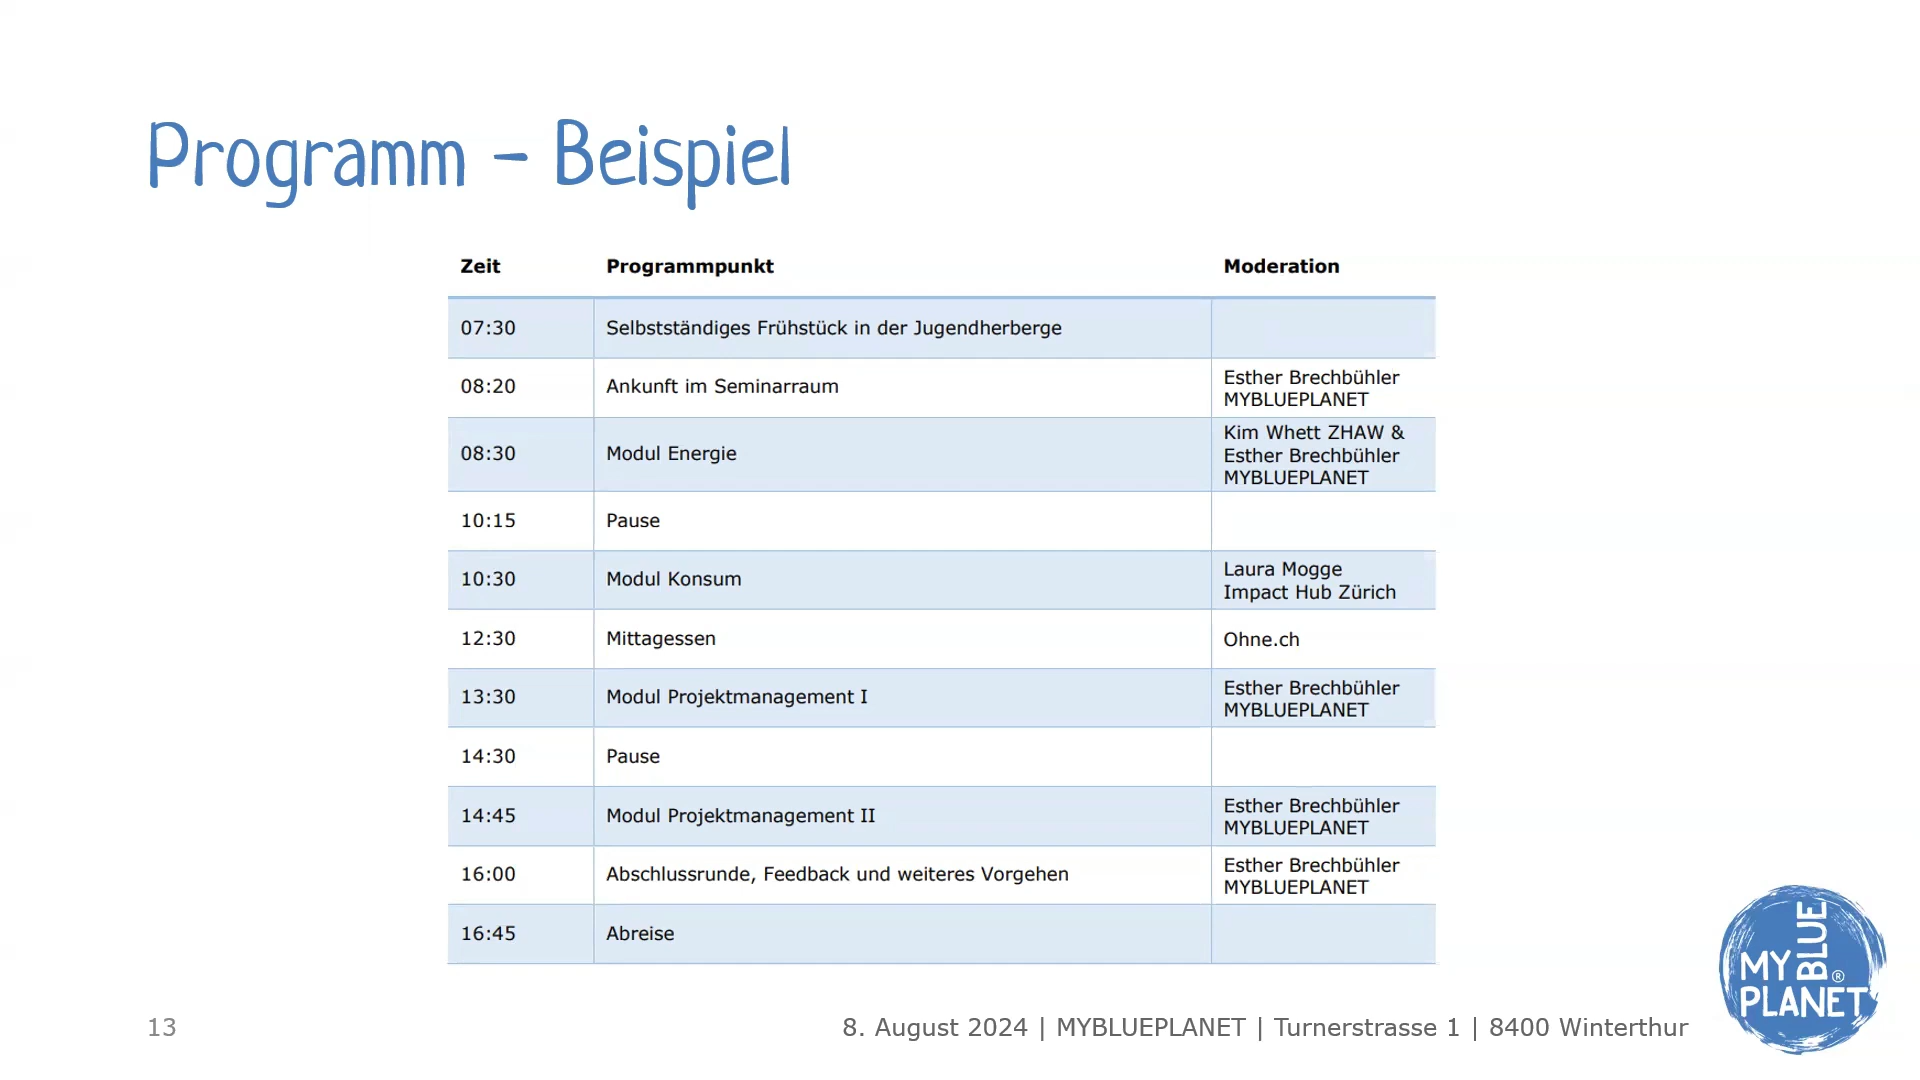 Programm - Beispiel
Zeit Programmpunkt Moderation
07:30 Selbstständiges Frühstück in der Jugendherberge
08:20 Ankunft im Seminarraum Esther Brechbühler
MYBLUEPLANET
08:30 Modul Energie Kim Whett ZHAW &
Esther Brechbühler
MYBLUEPLANET
10:15 Pause
10:30 Modul Konsum Laura Mogge
Impact Hub Zürich
12:30 Mittagessen Ohne.ch
13:30 Modul Projektmanagement I Esther Brechbühler
MYBLUEPLANET
14:30 Pause
14:45 Modul Projektmanagement II Esther Brechbühler
MYBLUEPLANET
16:00 Abschlussrunde, Feedback und weiteres Vorgehen Esther Brechbühler
MYBLUEPLANET
16:45 Abreise
13
8. August 2024 | MYBLUEPLANET | Turnerstrasse 1 | 8400 Winterthur
MY BLUE®
PLANET